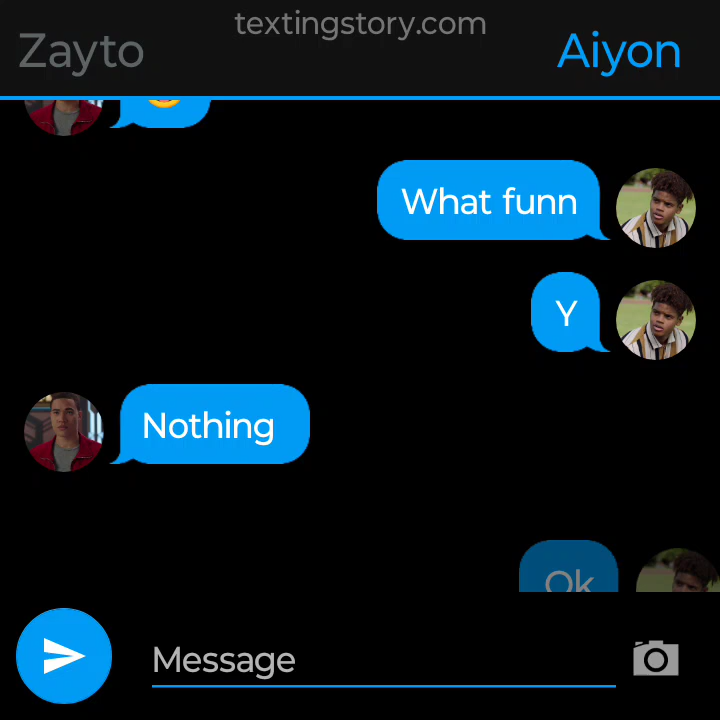 textingstory.com
Zayto
Aiyon
What funn
Y
Nothing
Ok
Message